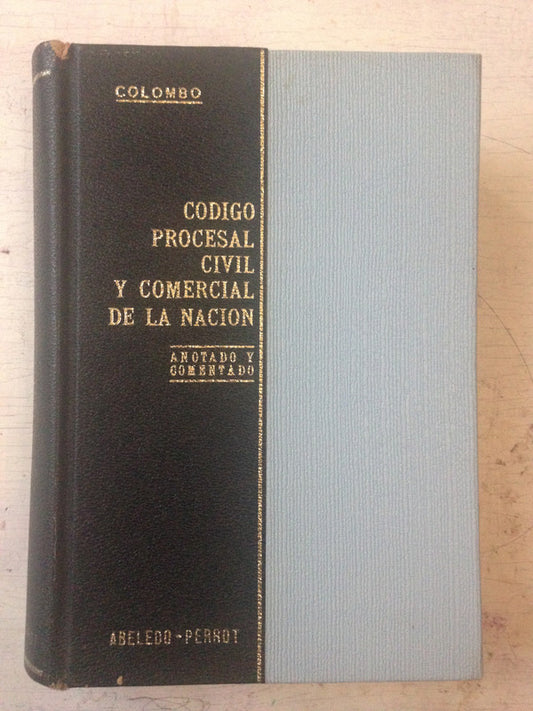 COLOMBO
CODIGO
PROCESAL
CIVIL
Y COMERCIAL
DE LA NACION
ANOTADO Y
COMENTADO
ABELEDO-PERROT